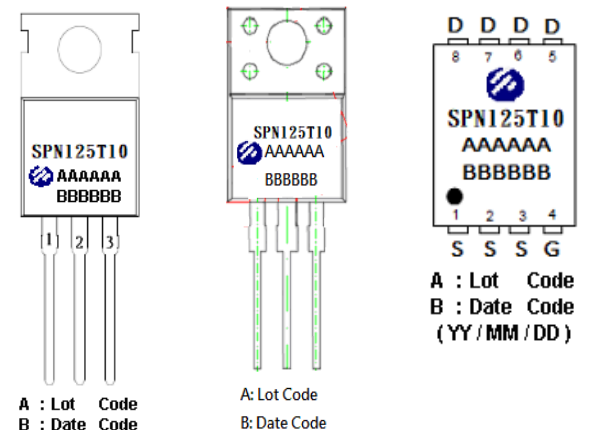 SPN125T10
AAAAAA
BBBBBB
1 2 3
A : Lot Code
B : Date Code
SPN125T10
AAAAAA
BBBBBB
A: Lot Code
B: Date Code
D D D D
8 7 6 5
SPN125T10
AAAAAA
BBBBBB
1 2 3 4
S S S G
A : Lot Code
B : Date Code
( YY / MM / DD )